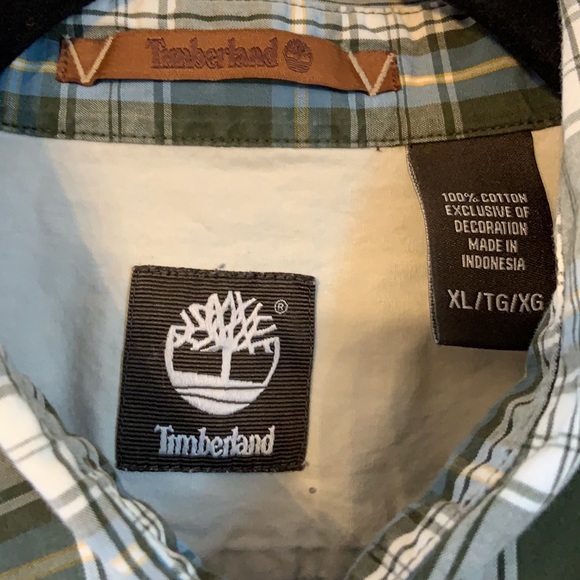 Timberland
100% COTTON
EXCLUSIVE OF
DECORATION
MADE IN
INDONESIA
XL/TG/XG
®
Timberland